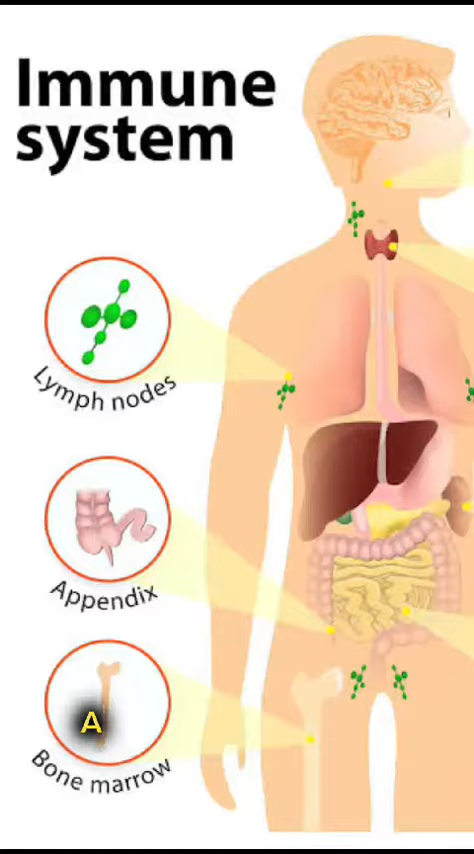 Immune
system
Lymph nodes
Appendix
A
Bone marrow